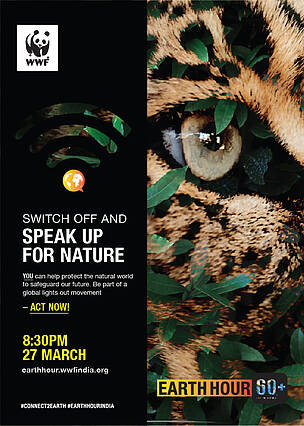 WWF
SWITCH OFF AND
SPEAK UP
FOR NATURE
YOU can help protect the natural world
to safeguard our future. Be part of a
global lights out movement
– ACT NOW!
8:30PM
27 MARCH
earthhour.wwfindia.org
EARTH HOUR 60+
#CONNECT2EARTH #EARTHHOURINDIA